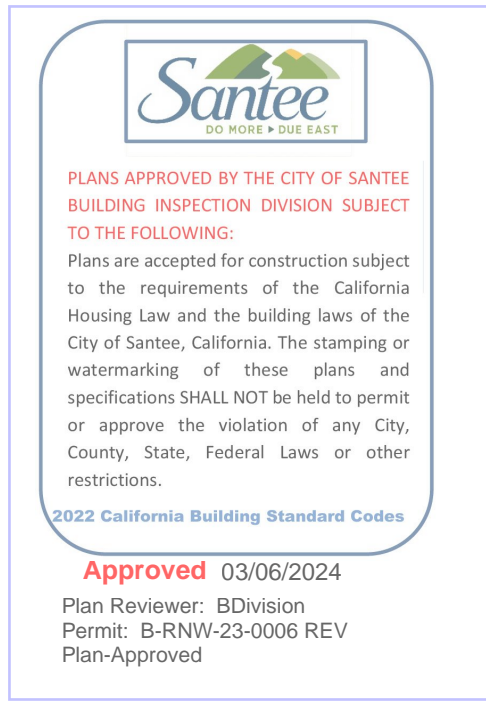 Santee
DO MORE ▶ DUE EAST
PLANS APPROVED BY THE CITY OF SANTEE
BUILDING INSPECTION DIVISION SUBJECT
TO THE FOLLOWING:
Plans are accepted for construction subject
to the requirements of the California
Housing Law and the building laws of the
City of Santee, California. The stamping or
watermarking of these plans and
specifications SHALL NOT be held to permit
or approve the violation of any City,
County, State, Federal Laws or other
restrictions.
2022 California Building Standard Codes
Approved 03/06/2024
Plan Reviewer: BDivision
Permit: B-RNW-23-0006 REV
Plan-Approved